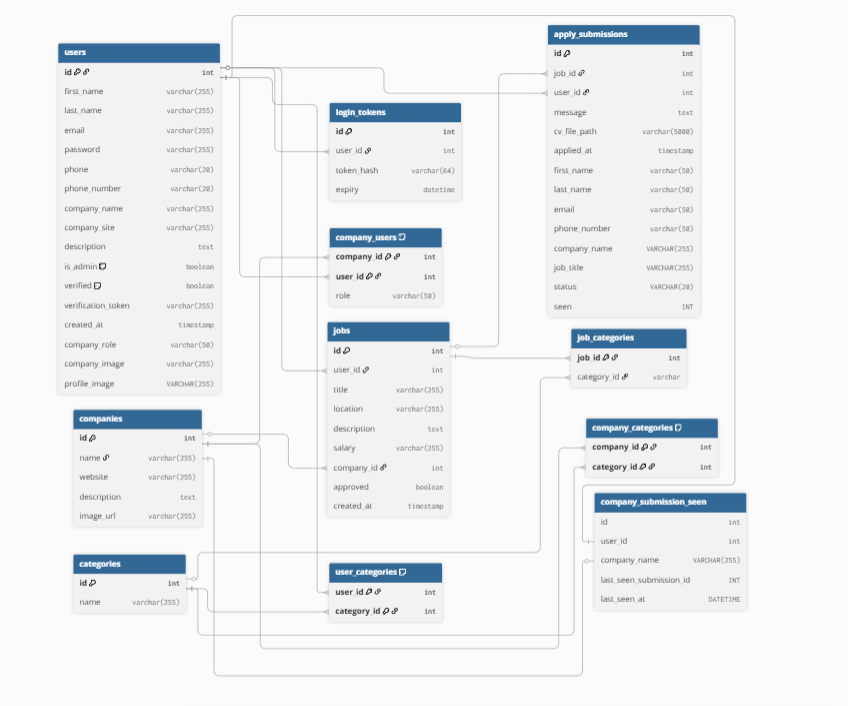 users
id int
first_name varchar(255)
last_name varchar(255)
email varchar(255)
password varchar(255)
phone varchar(20)
phone_number varchar(20)
company_name varchar(255)
company_site varchar(255)
description text
is_admin boolean
verified boolean
verification_token varchar(255)
created_at timestamp
company_role varchar(50)
company_image varchar(255)
profile_image VARCHAR(255)
companies
id int
name varchar(255)
website varchar(255)
description text
image_url varchar(255)
categories
id int
name varchar(255)
login_tokens
id int
user_id int
token_hash varchar(64)
expiry datetime
company_users
company_id int
user_id int
role varchar(50)
jobs
id int
user_id int
title varchar(255)
location varchar(255)
description text
salary varchar(255)
company_id int
approved boolean
created_at timestamp
user_categories
user_id int
category_id int
apply_submissions
id int
job_id int
user_id int
message text
cv_file_path varchar(5000)
applied_at timestamp
first_name varchar(50)
last_name varchar(50)
email varchar(50)
phone_number varchar(50)
company_name VARCHAR(255)
job_title VARCHAR(255)
status VARCHAR(20)
seen INT
job_categories
job_id int
category_id varchar
company_categories
company_id int
category_id int
company_submission_seen
id int
user_id int
company_name VARCHAR(255)
last_seen_submission_id INT
last_seen_at DATETIME